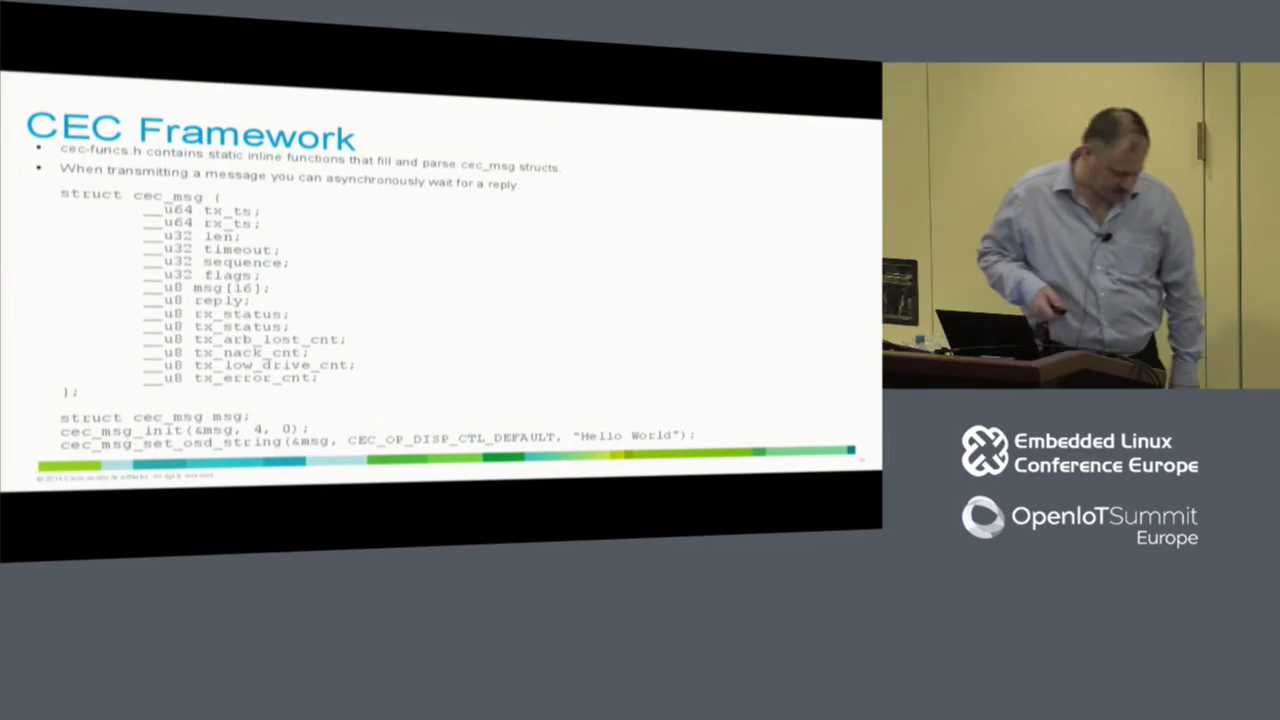 CEC Framework
• cec-funcs.h contains static inline functions that fill and parse cec_msg structs.
• When transmitting a message you can asynchronously wait for a reply.
struct cec_msg {
__u64 tx_ts;
__u64 rx_ts;
__u32 len;
__u32 timeout;
__u32 sequence;
__u32 flags;
__u8 msg[16];
__u8 reply;
__u8 rx_status;
__u8 tx_status;
__u8 tx_arb_lost_cnt;
__u8 tx_nack_cnt;
__u8 tx_low_drive_cnt;
__u8 tx_error_cnt;
};
struct cec_msg msg;
cec_msg_init(&msg, 4, 0);
cec_msg_set_osd_string(&msg, CEC_OP_DISP_CTL_DEFAULT, "Hello World");
Embedded Linux
Conference Europe
OpenIoTSummit
Europe